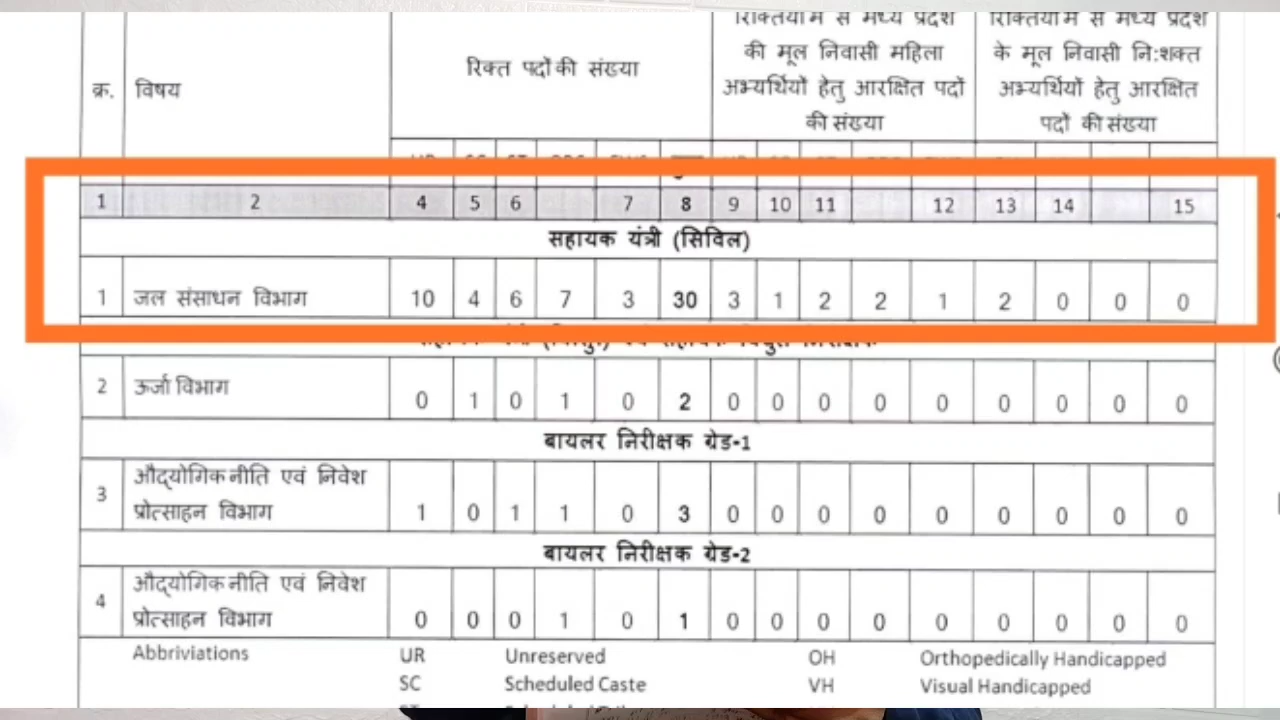 रिक्तियों में से मध्य प्रदेश
की मूल निवासी महिला
अभ्यर्थियों हेतु आरक्षित पदों
की संख्या
रिक्तियों में से मध्य प्रदेश
के मूल निवासी नि:शक्त
अभ्यर्थियों हेतु आरक्षित
पदों की संख्या
रिक्त पदों की संख्या
क्र. विषय
1 2 4 5 6 7 8 9 10 11 12 13 14 15
सहायक यंत्री (सिविल)
1 जल संसाधन विभाग 10 4 6 7 3 30 3 1 2 2 1 2 0 0 0
2 ऊर्जा विभाग 0 1 0 1 0 2 0 0 0 0 0 0 0 0 0
बायलर निरीक्षक ग्रेड-1
3 औद्योगिक नीति एवं निवेश
प्रोत्साहन विभाग 1 0 1 1 0 3 0 0 0 0 0 0 0 0 0
बायलर निरीक्षक ग्रेड-2
4 औद्योगिक नीति एवं निवेश
प्रोत्साहन विभाग 0 0 0 1 0 1 0 0 0 0 0 0 0 0 0
Abbriviations UR Unreserved OH Orthopedically Handicapped
SC Scheduled Caste VH Visual Handicapped